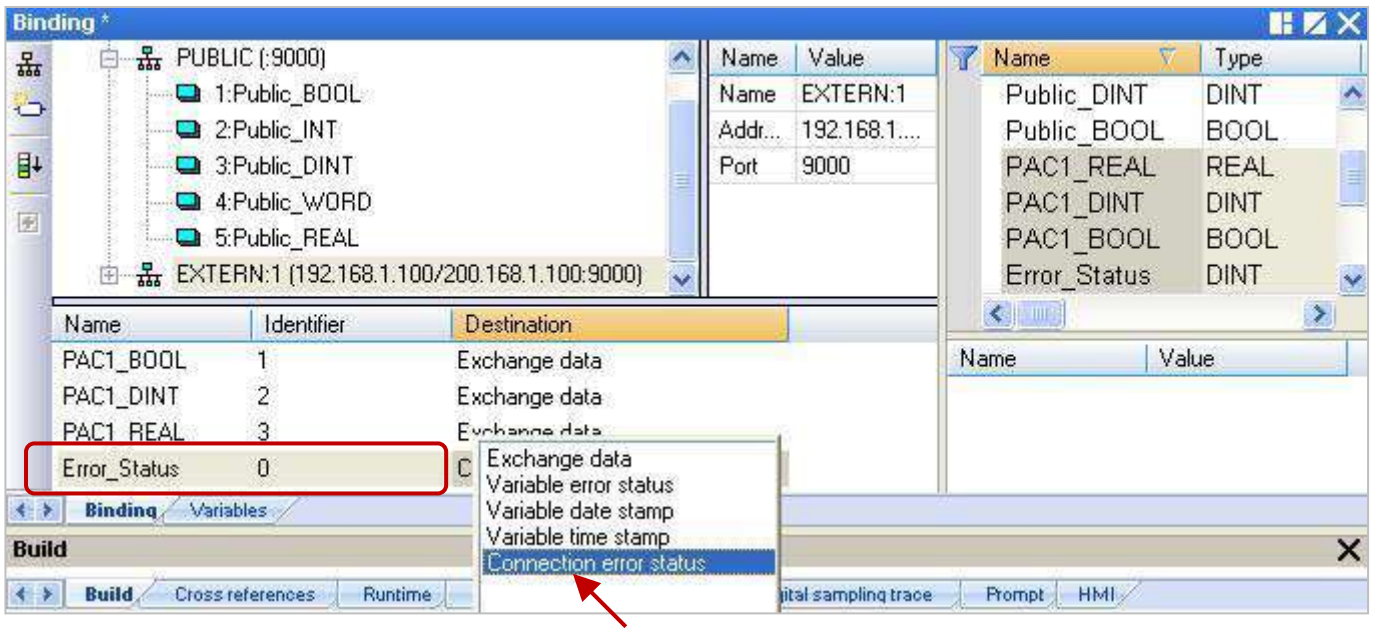 Binding *
PUBLIC (:9000)
1:Public_BOOL
2:Public_INT
3:Public_DINT
4:Public_WORD
5:Public_REAL
EXTERN:1 (192.168.1.100/200.168.1.100:9000)
Name Value
Name EXTERN:1
Addr... 192.168.1....
Port 9000
Name Type
Public_DINT DINT
Public_BOOL BOOL
PAC1_REAL REAL
PAC1_DINT DINT
PAC1_BOOL BOOL
Error_Status DINT
Name Value
Name Identifier Destination
PAC1_BOOL 1 Exchange data
PAC1_DINT 2 Exchange data
PAC1_REAL 3 Exchange data
Error_Status 0 C
Exchange data
Variable error status
Variable date stamp
Variable time stamp
Connection error status
Binding Variables
Build
Build Cross references Runtime sampling trace Prompt HMI